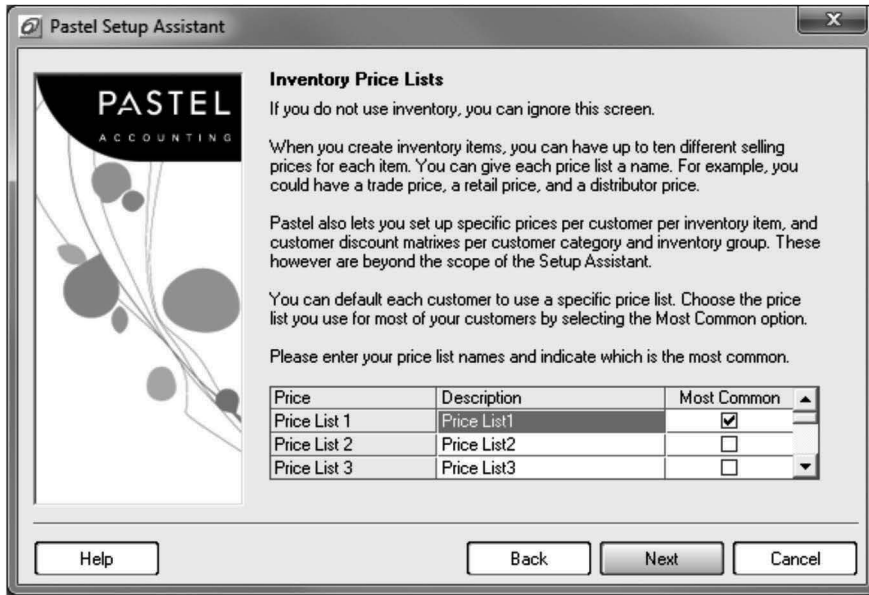 Pastel Setup Assistant
PASTEL
ACCOUNTING
Inventory Price Lists
If you do not use inventory, you can ignore this screen.
When you create inventory items, you can have up to ten different selling
prices for each item. You can give each price list a name. For example, you
could have a trade price, a retail price, and a distributor price.
Pastel also lets you set up specific prices per customer per inventory item, and
customer discount matrixes per customer category and inventory group. These
however are beyond the scope of the Setup Assistant.
You can default each customer to use a specific price list. Choose the price
list you use for most of your customers by selecting the Most Common option.
Please enter your price list names and indicate which is the most common.
Price Description Most Common
Price List 1 Price List1
Price List 2 Price List2
Price List 3 Price List3
Help Back Next Cancel